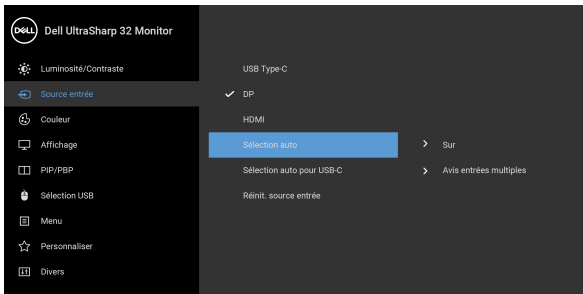 DELL Dell UltraSharp 32 Monitor
Luminosité/Contraste
USB Type-C
Source entrée
DP
Couleur
HDMI
Affichage
Sélection auto
Sur
PIP/PBP
Sélection auto pour USB-C
Avis entrées multiples
Sélection USB
Réinit. source entrée
Menu
Personnaliser
Divers